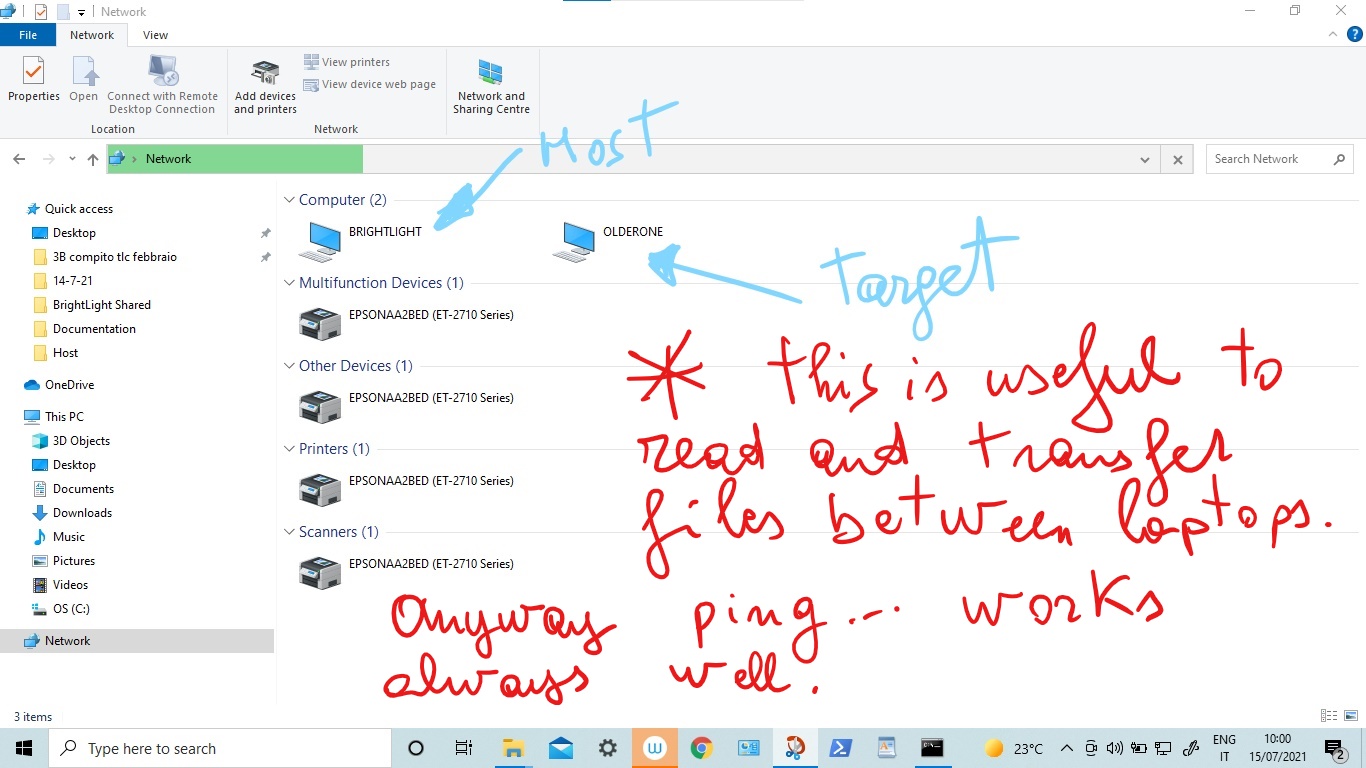 Network
File
Network
View
Properties
Open
Connect with Remote
Desktop Connection
Add devices
and printers
View printers
View device web page
Network and
Sharing Centre
Location
Network
Network
Search Network
Host
Quick access
Desktop
3B compito tlc febbraio
14-7-21
BrightLight Shared
Documentation
Host
OneDrive
This PC
3D Objects
Desktop
Documents
Downloads
Music
Pictures
Videos
OS (C:)
Network
Computer (2)
BRIGHTLIGHT
OLDERONE
Target
Multifunction Devices (1)
EPSONAA2BED (ET-2710 Series)
Other Devices (1)
EPSONAA2BED (ET-2710 Series)
Printers (1)
EPSONAA2BED (ET-2710 Series)
Scanners (1)
EPSONAA2BED (ET-2710 Series)
* this is useful to
read and transfer
files between laptops.
Anyway ping... works
always well.
3 items
Type here to search
W
23°C
ENG
IT
10:00
15/07/2021
2